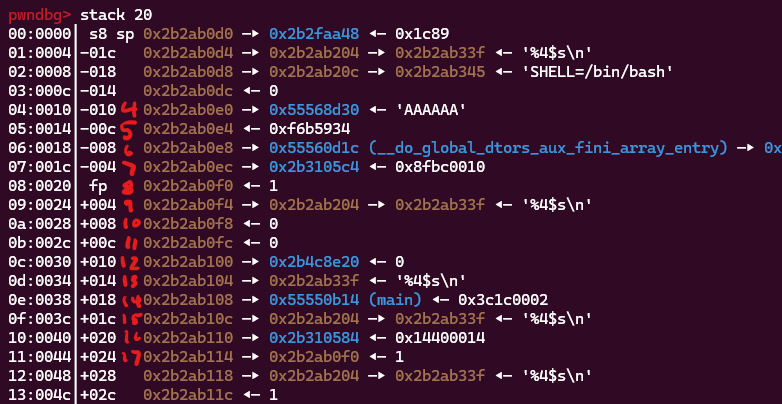 pwndbg> stack 20
00:0000│ s8 sp 0x2b2ab0d0 —▸ 0x2b2faa48 ◂— 0x1c89
01:0004│-01c 0x2b2ab0d4 —▸ 0x2b2ab204 —▸ 0x2b2ab33f ◂— '%4$s\n'
02:0008│-018 0x2b2ab0d8 —▸ 0x2b2ab20c —▸ 0x2b2ab345 ◂— 'SHELL=/bin/bash'
03:000c│-014 0x2b2ab0dc ◂— 0
04:0010│-010 4 0x2b2ab0e0 —▸ 0x55568d30 ◂— 'AAAAAA'
05:0014│-00c 5 0x2b2ab0e4 ◂— 0xf6b5934
06:0018│-008 6 0x2b2ab0e8 —▸ 0x55560d1c (__do_global_dtors_aux_fini_array_entry) —▸ 0x
07:001c│-004 7 0x2b2ab0ec —▸ 0x2b3105c4 ◂— 0x8fbc0010
08:0020│ fp 8 0x2b2ab0f0 ◂— 1
09:0024│+004 9 0x2b2ab0f4 —▸ 0x2b2ab204 —▸ 0x2b2ab33f ◂— '%4$s\n'
0a:0028│+008 10 0x2b2ab0f8 ◂— 0
0b:002c│+00c 11 0x2b2ab0fc ◂— 0
0c:0030│+010 12 0x2b2ab100 —▸ 0x2b4c8e20 ◂— 0
0d:0034│+014 13 0x2b2ab104 —▸ 0x2b2ab33f ◂— '%4$s\n'
0e:0038│+018 14 0x2b2ab108 —▸ 0x55550b14 (main) ◂— 0x3c1c0002
0f:003c│+01c 15 0x2b2ab10c —▸ 0x2b2ab204 —▸ 0x2b2ab33f ◂— '%4$s\n'
10:0040│+020 16 0x2b2ab110 —▸ 0x2b310584 ◂— 0x14400014
11:0044│+024 17 0x2b2ab114 —▸ 0x2b2ab0f0 ◂— 1
12:0048│+028 0x2b2ab118 —▸ 0x2b2ab204 —▸ 0x2b2ab33f ◂— '%4$s\n'
13:004c│+02c 0x2b2ab11c ◂— 1